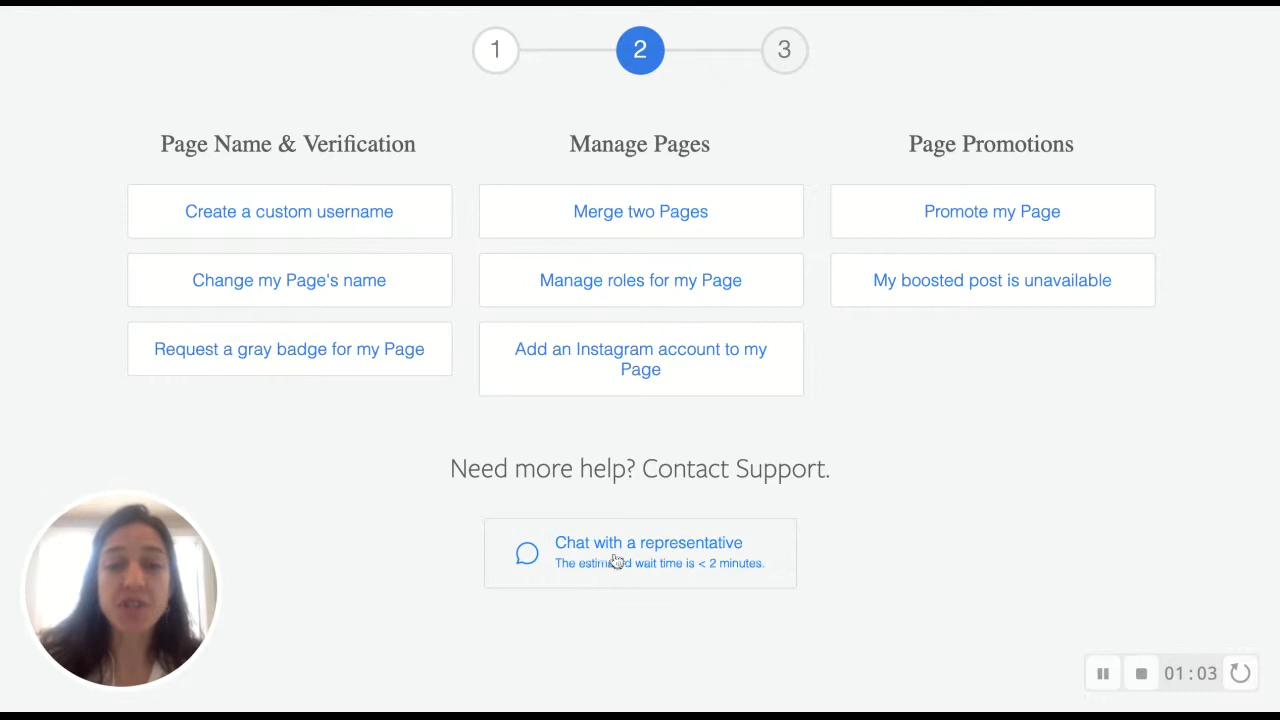 1
2
3
Page Name & Verification
Create a custom username
Change my Page's name
Request a gray badge for my Page
Manage Pages
Merge two Pages
Manage roles for my Page
Add an Instagram account to my
Page
Page Promotions
Promote my Page
My boosted post is unavailable
Need more help? Contact Support.
Chat with a representative
The estimated wait time is < 2 minutes.
01:03